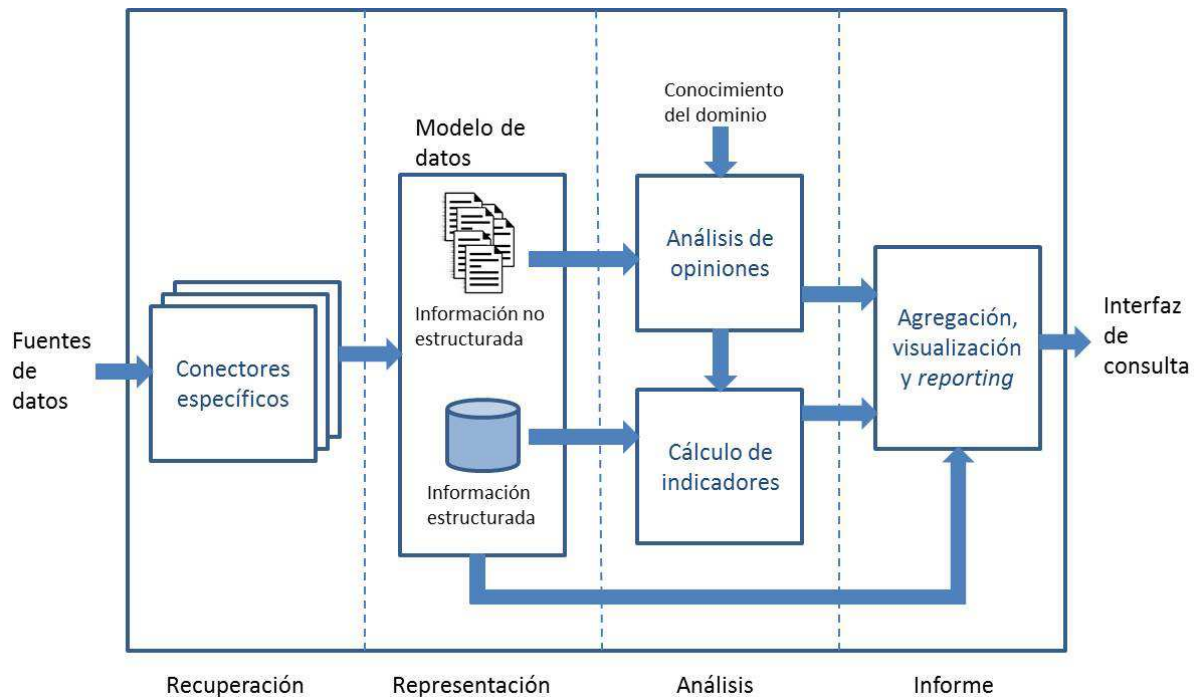 Fuentes
de
datos
Conectores
específicos
Modelo de
datos
Información no
estructurada
Información
estructurada
Conocimiento
del dominio
Análisis de
opiniones
Cálculo de
indicadores
Agregación,
visualización
y reporting
Interfaz
de
consulta
Recuperación
Representación
Análisis
Informe